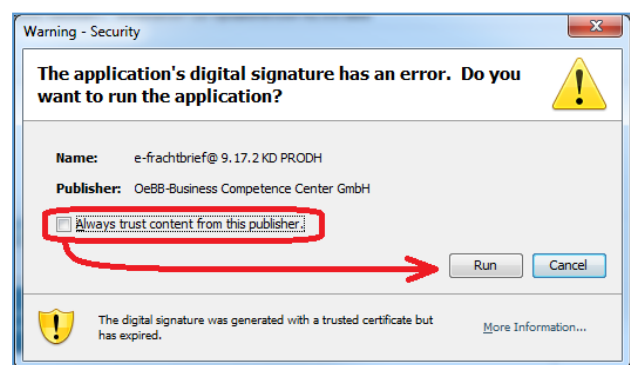 Warning - Security
The application's digital signature has an error. Do you
want to run the application?
Name: e-frachtbrief@ 9.17.2 KD PRODH
Publisher: OeBB-Business Competence Center GmbH
Always trust content from this publisher.
Run Cancel
The digital signature was generated with a trusted certificate but
has expired.
More Information...